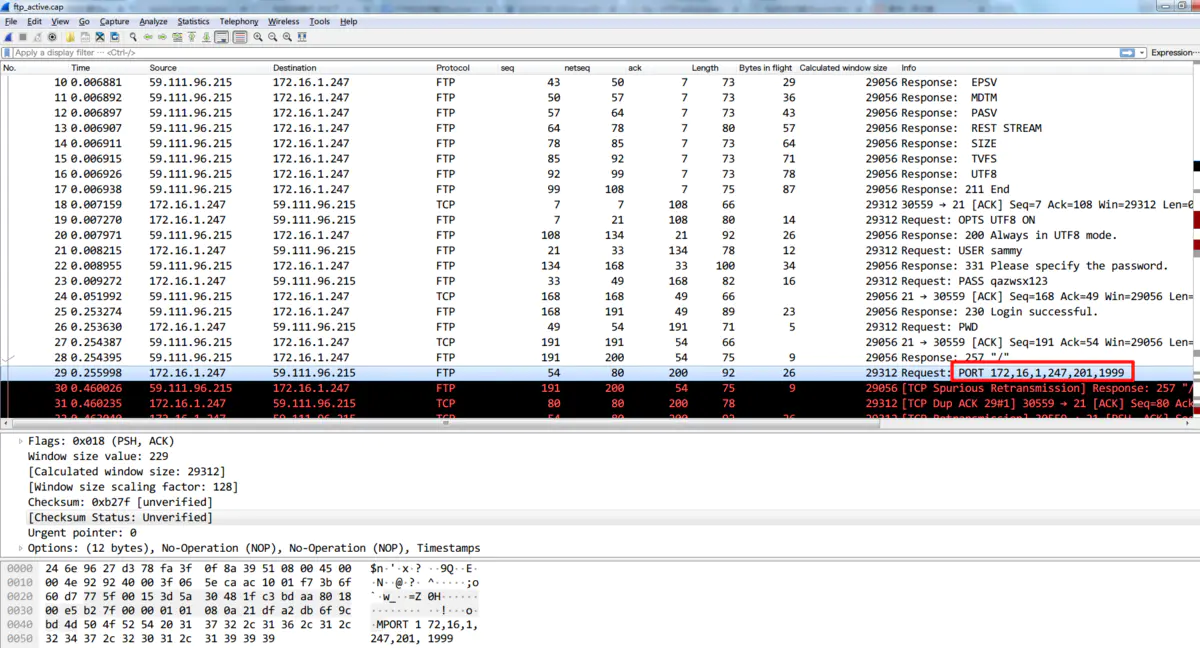 ftp_active.cap
File Edit View Go Capture Analyze Statistics Telephony Wireless Tools Help
Apply a display filter ... <Ctrl-/> Expression...
No. Time Source Destination Protocol seq netseq ack Length Bytes in flight Calculated window size Info
10 0.006881 59.111.96.215 172.16.1.247 FTP 43 50 7 73 29 29056 Response: EPSV
11 0.006892 59.111.96.215 172.16.1.247 FTP 50 57 7 73 36 29056 Response: MDTM
12 0.006897 59.111.96.215 172.16.1.247 FTP 57 64 7 73 43 29056 Response: PASV
13 0.006907 59.111.96.215 172.16.1.247 FTP 64 78 7 80 57 29056 Response: REST STREAM
14 0.006911 59.111.96.215 172.16.1.247 FTP 78 85 7 73 64 29056 Response: SIZE
15 0.006915 59.111.96.215 172.16.1.247 FTP 85 92 7 73 71 29056 Response: TVFS
16 0.006926 59.111.96.215 172.16.1.247 FTP 92 99 7 73 78 29056 Response: UTF8
17 0.006938 59.111.96.215 172.16.1.247 FTP 99 108 7 75 87 29056 Response: 211 End
18 0.007159 172.16.1.247 59.111.96.215 TCP 7 7 108 66 29312 30559 → 21 [ACK] Seq=7 Ack=108 Win=29312 Len=0
19 0.007270 172.16.1.247 59.111.96.215 FTP 7 21 108 80 14 29312 Request: OPTS UTF8 ON
20 0.007971 59.111.96.215 172.16.1.247 FTP 108 134 21 92 26 29056 Response: 200 Always in UTF8 mode.
21 0.008215 172.16.1.247 59.111.96.215 FTP 21 33 134 78 12 29312 Request: USER sammy
22 0.008955 59.111.96.215 172.16.1.247 FTP 134 168 33 100 34 29056 Response: 331 Please specify the password.
23 0.009272 172.16.1.247 59.111.96.215 FTP 33 49 168 82 16 29312 Request: PASS qazwsx123
24 0.051992 59.111.96.215 172.16.1.247 TCP 168 168 49 66 29056 21 → 30559 [ACK] Seq=168 Ack=49 Win=29056 Len=
25 0.253274 59.111.96.215 172.16.1.247 FTP 168 191 49 89 23 29056 Response: 230 Login successful.
26 0.253630 172.16.1.247 59.111.96.215 FTP 49 54 191 71 5 29312 Request: PWD
27 0.254387 59.111.96.215 172.16.1.247 TCP 191 191 54 66 29056 21 → 30559 [ACK] Seq=191 Ack=54 Win=29056 Len=
28 0.254395 59.111.96.215 172.16.1.247 FTP 191 200 54 75 9 29056 Response: 257 "/"
29 0.255998 172.16.1.247 59.111.96.215 FTP 54 80 200 92 26 29312 Request: PORT 172,16,1,247,201,1999
30 0.460026 59.111.96.215 172.16.1.247 FTP 191 200 54 75 9 29056 [TCP Spurious Retransmission] Response: 257 "/
31 0.460235 172.16.1.247 59.111.96.215 TCP 80 80 200 78 29312 [TCP Dup ACK 29#1] 30559 → 21 [ACK] Seq=80 Ack
Flags: 0x018 (PSH, ACK)
Window size value: 229
[Calculated window size: 29312]
[Window size scaling factor: 128]
Checksum: 0xb27f [unverified]
[Checksum Status: Unverified]
Urgent pointer: 0
Options: (12 bytes), No-Operation (NOP), No-Operation (NOP), Timestamps
0000 24 6e 96 27 d3 78 fa 3f 0f 8a 39 51 08 00 45 00 $n·'·x·? ··9Q··E·
0010 00 4e 92 92 40 00 3f 06 5e ca ac 10 01 f7 3b 6f ·N··@·?· ^·····;o
0020 60 d7 77 5f 00 15 3d 5a 30 48 1f c3 bd aa 80 18 `·w_··=Z 0H······
0030 00 e5 b2 7f 00 00 01 01 08 0a 21 df a2 db 6f 9c ········ ··!···o·
0040 bd 4d 50 4f 52 54 20 31 37 32 2c 31 36 2c 31 2c ·MPORT 1 72,16,1,
0050 32 34 37 2c 32 30 31 2c 31 39 39 39 247,201, 1999